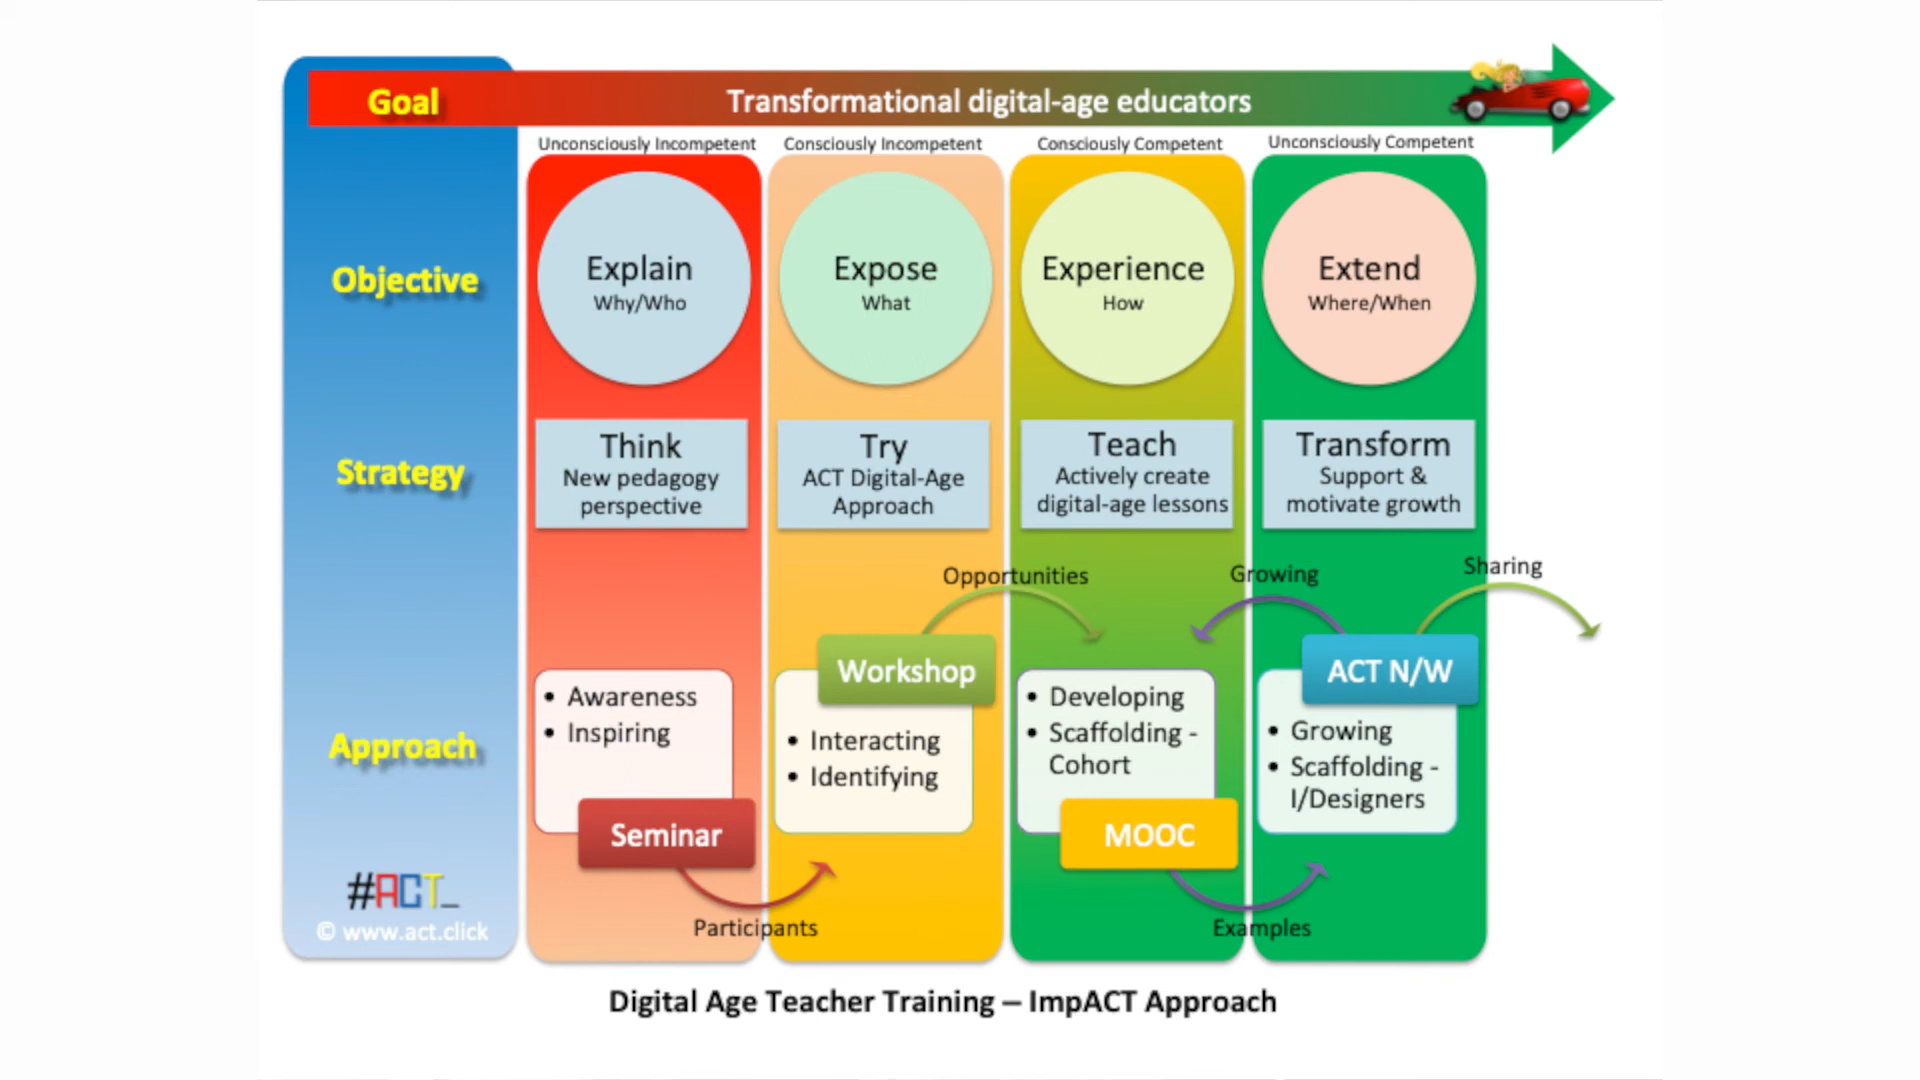 Goal
Transformational digital-age educators
Unconsciously Incompetent
Consciously Incompetent
Consciously Competent
Unconsciously Competent
Objective
Explain
Why/Who
Expose
What
Experience
How
Extend
Where/When
Strategy
Think
New pedagogy
perspective
Try
ACT Digital-Age
Approach
Teach
Actively create
digital-age lessons
Transform
Support &
motivate growth
Opportunities
Growing
Sharing
Approach
• Awareness
• Inspiring
Seminar
Participants
Workshop
• Interacting
• Identifying
• Developing
• Scaffolding -
Cohort
MOOC
Examples
ACT N/W
• Growing
• Scaffolding -
I/Designers
#ACT_
© www.act.click
Digital Age Teacher Training – ImpACT Approach